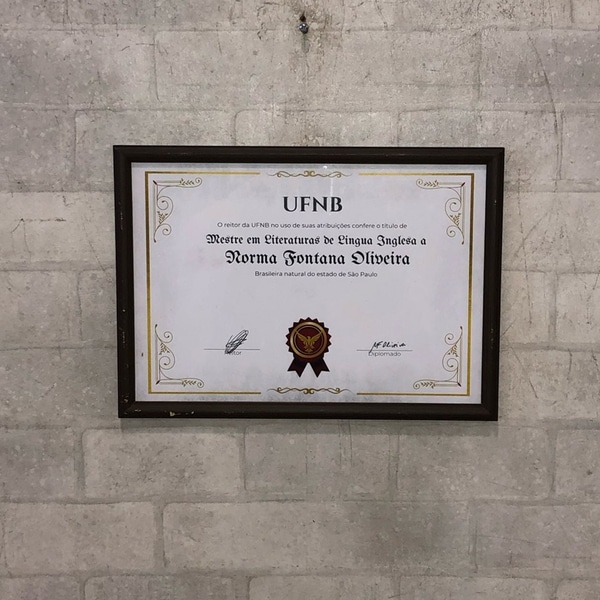 UFNB
O reitor da UFNB no uso de suas atribuições confere o título de
Mestre em Literaturas de Língua Inglesa a
Norma Fontana Oliveira
Brasileira natural do estado de São Paulo
Reitor
Diplomado